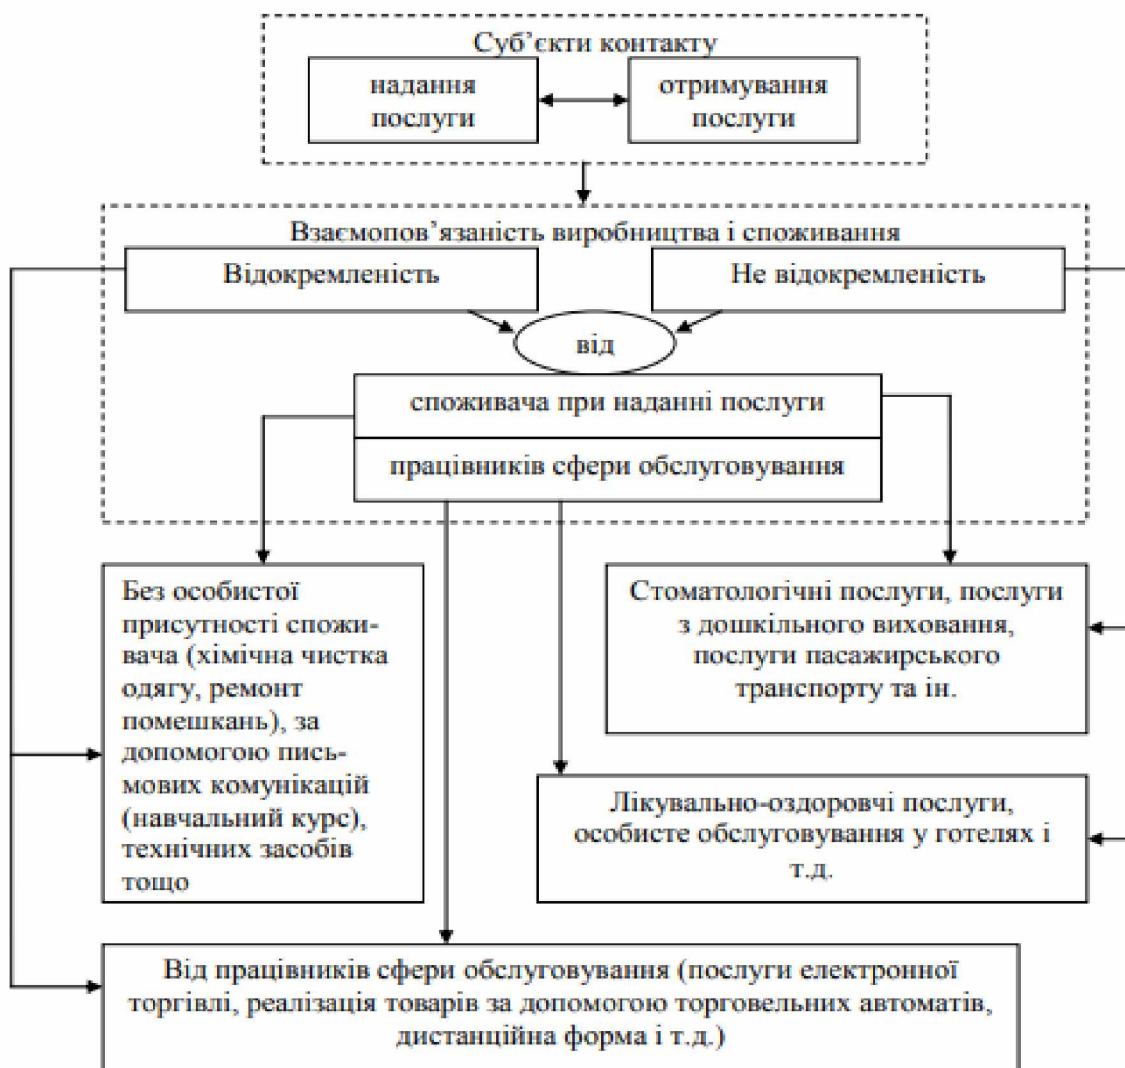 Суб’єкти контакту
надання
послуги
отримування
послуги
Взаємопов’язаність виробництва і споживання
Відокремленість
Не відокремленість
від
споживача при наданні послуги
працівників сфери обслуговування
Без особистої
присутності спожи-
вача (хімічна чистка
одягу, ремонт
помешкань), за
допомогою пись-
мових комунікацій
(навчальний курс),
технічних засобів
тощо
Стоматологічні послуги, послуги
з дошкільного виховання,
послуги пасажирського
транспорту та ін.
Лікувально-оздоровчі послуги,
особисте обслуговування у готелях і
т.д.
Від працівників сфери обслуговування (послуги електронної
торгівлі, реалізація товарів за допомогою торговельних автоматів,
дистанційна форма і т.д.)